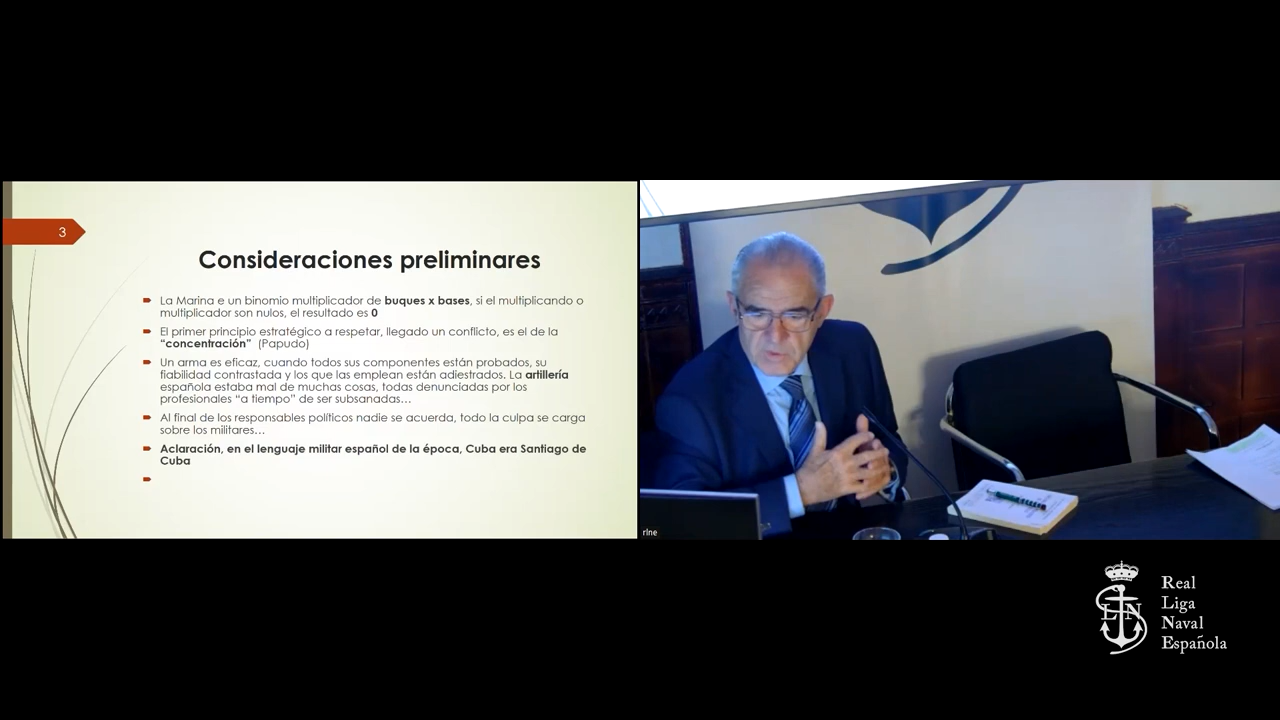 3
Consideraciones preliminares
La Marina e un binomio multiplicador de buques x bases, si el multiplicando o
multiplicador son nulos, el resultado es 0
El primer principio estratégico a respetar, llegado un conflicto, es el de la
“concentración” (Papudo)
Un arma es eficaz, cuando todos sus componentes están probados, su
fiabilidad contrastada y los que las emplean están adiestrados. La artillería
española estaba mal de muchas cosas, todas denunciadas por los
profesionales “a tiempo” de ser subsanadas…
Al final de los responsables políticos nadie se acuerda, todo la culpa se carga
sobre los militares…
Aclaración, en el lenguaje militar español de la época, Cuba era Santiago de
Cuba
rlne
LN
Real
Liga
Naval
Española